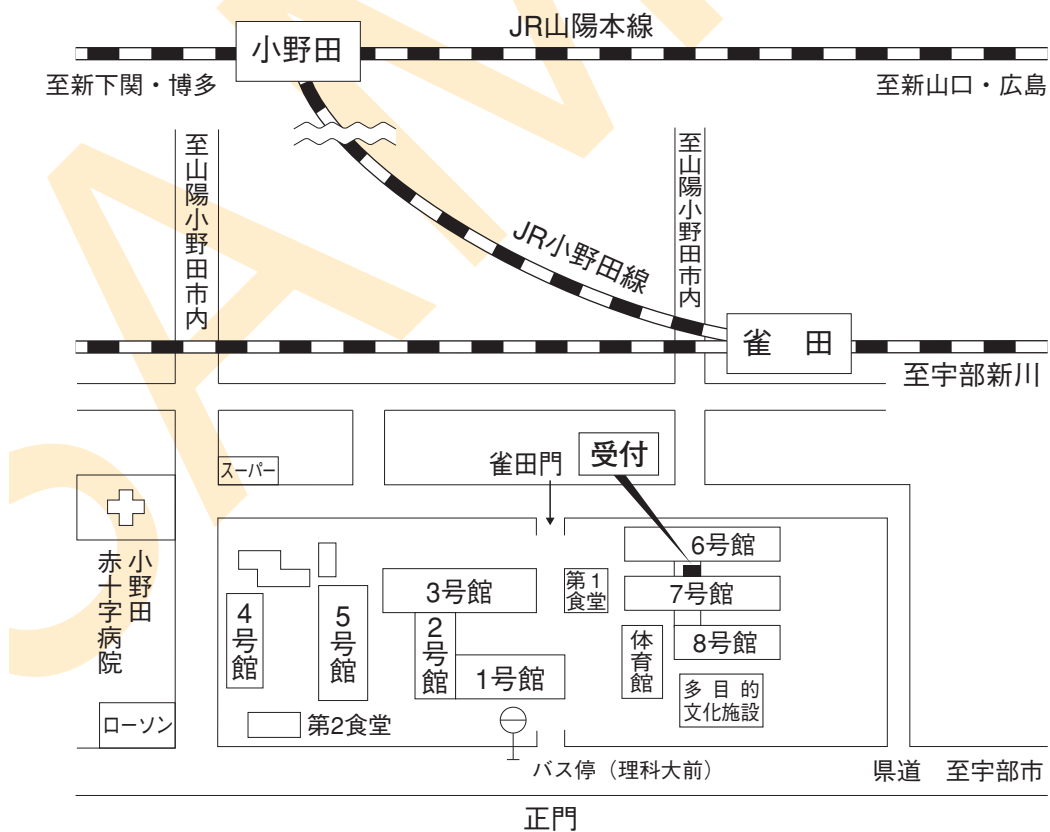 JR山陽本線
小野田
至新下関・博多
至新山口・広島
至山陽小野田市内
至山陽小野田市内
JR小野田線
雀　田
至宇部新川
スーパー
雀田門
受付
小野田
赤十字病院
6号館
7号館
8号館
第1
食堂
3号館
4号館
5号館
2号館
1号館
体育館
多目的
文化施設
ローソン
第2食堂
バス停（理科大前）
県道　至宇部市
正門